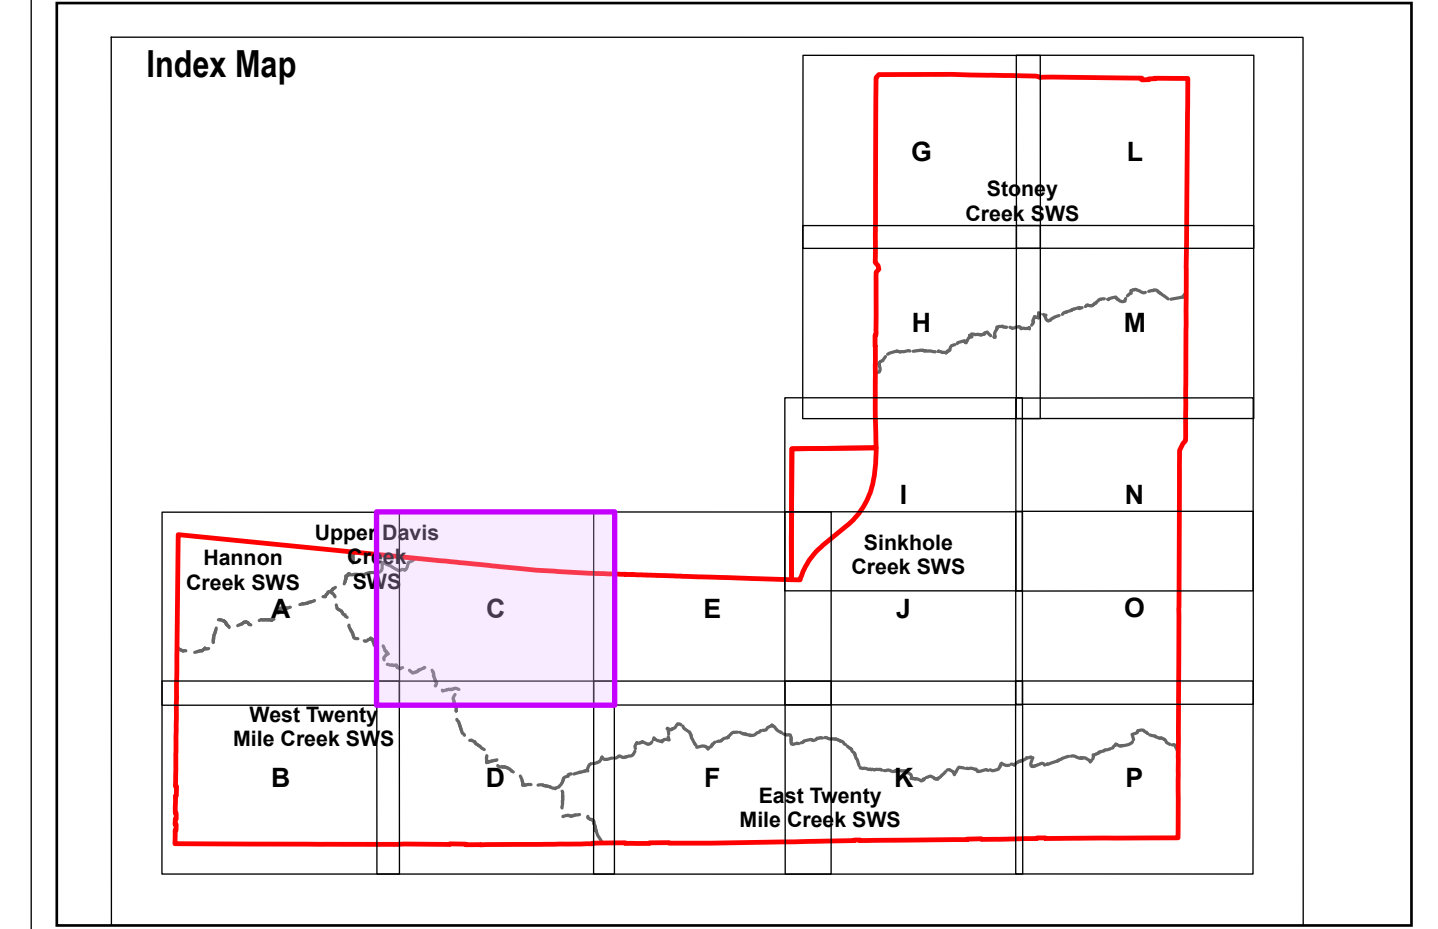 Index Map
G
L
Stoney
Creek SWS
H
M
I
N
Upper Davis
Creek
SWS
Hannon
Creek SWS
Sinkhole
Creek SWS
A
C
E
J
O
West Twenty
Mile Creek SWS
B
D
F
K
P
East Twenty
Mile Creek SWS